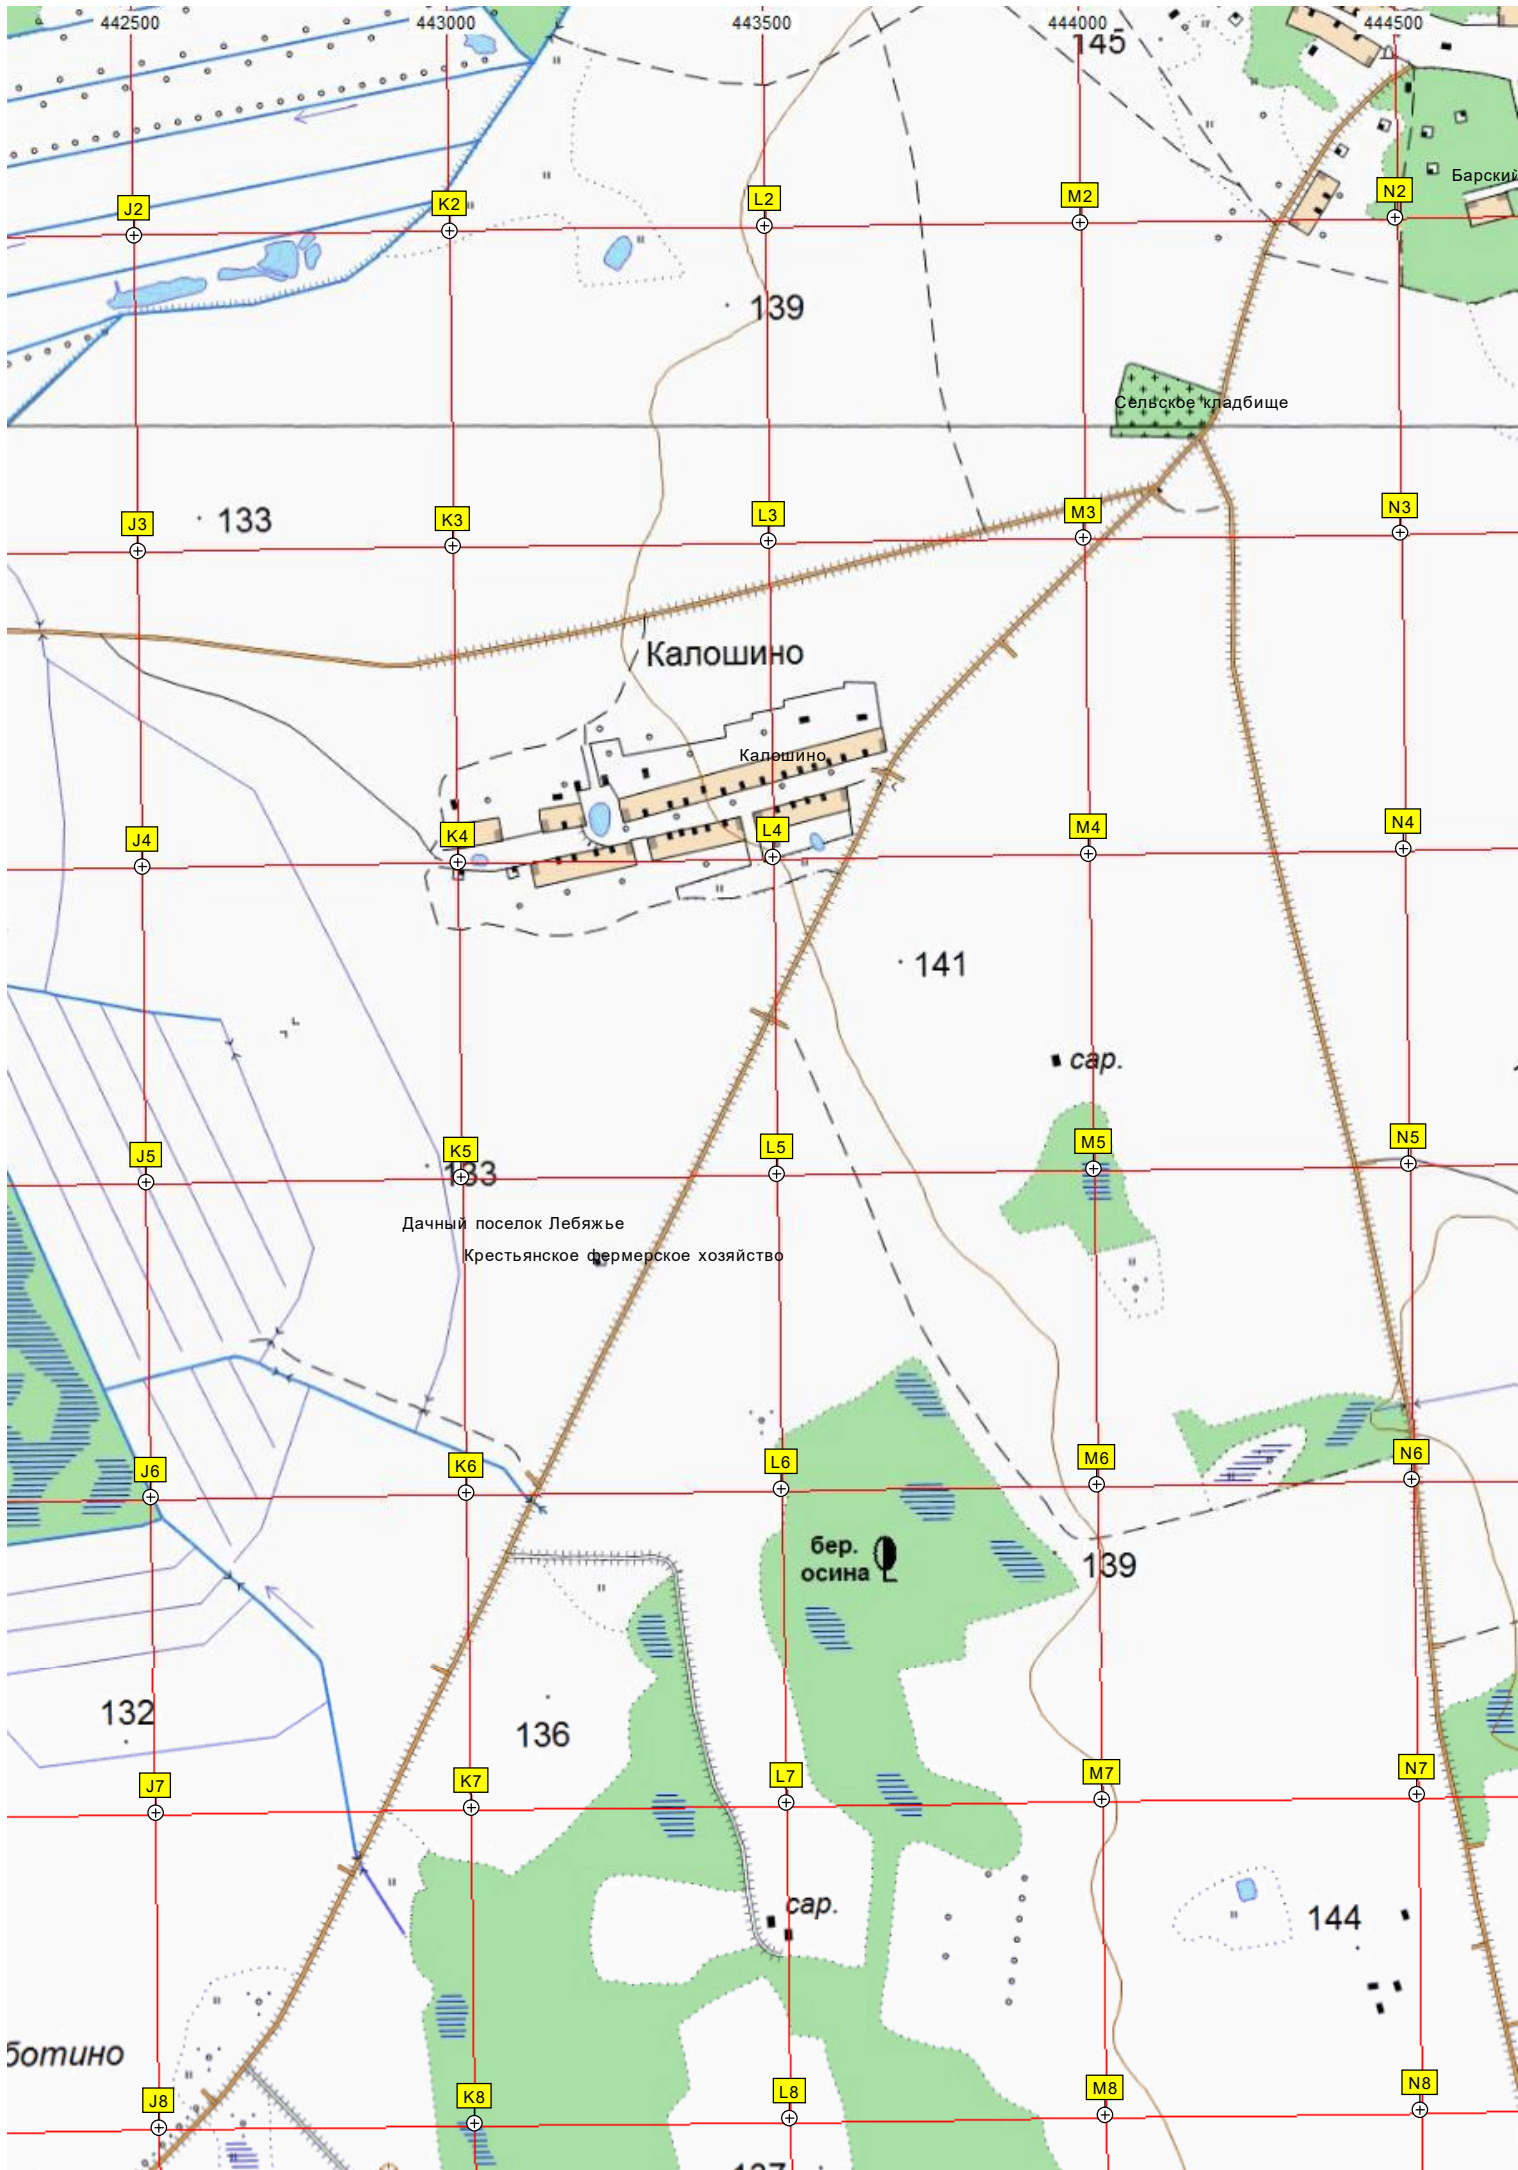 442500 443000 443500 444000 444500
145
Барский
J2 K2 L2 M2 N2
139
Сельское кладбище
133
J3 K3 L3 M3 N3
Калошино
Калошино
J4 K4 L4 M4 N4
141
сар.
J5 K5 L5 M5 N5
133
Дачный поселок Лебяжье
Крестьянское фермерское хозяйство
J6 K6 L6 M6 N6
бер.
осина
139
132
136
J7 K7 L7 M7 N7
сар.
144
ботино
J8 K8 L8 M8 N8